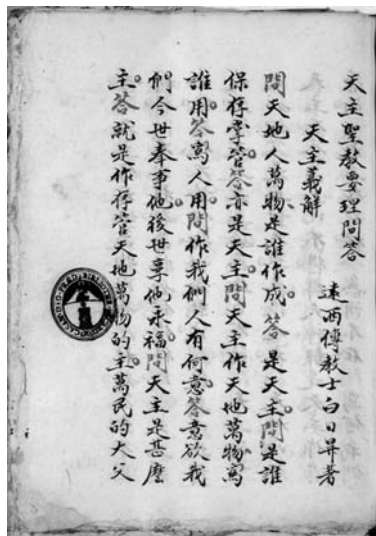 天主聖教要理問答
遠西傳教士白日昇著
天主義解
問天地人萬物是誰作成。答是天主。問是誰
保存掌管。答亦是天主。問天主作天地萬物爲
誰用。答爲人用。問作我們人有何意。答意欲我
們今世奉事他。後世享他永福。問天主是甚麽
主。答就是作存管天地萬物的主。萬民的大父